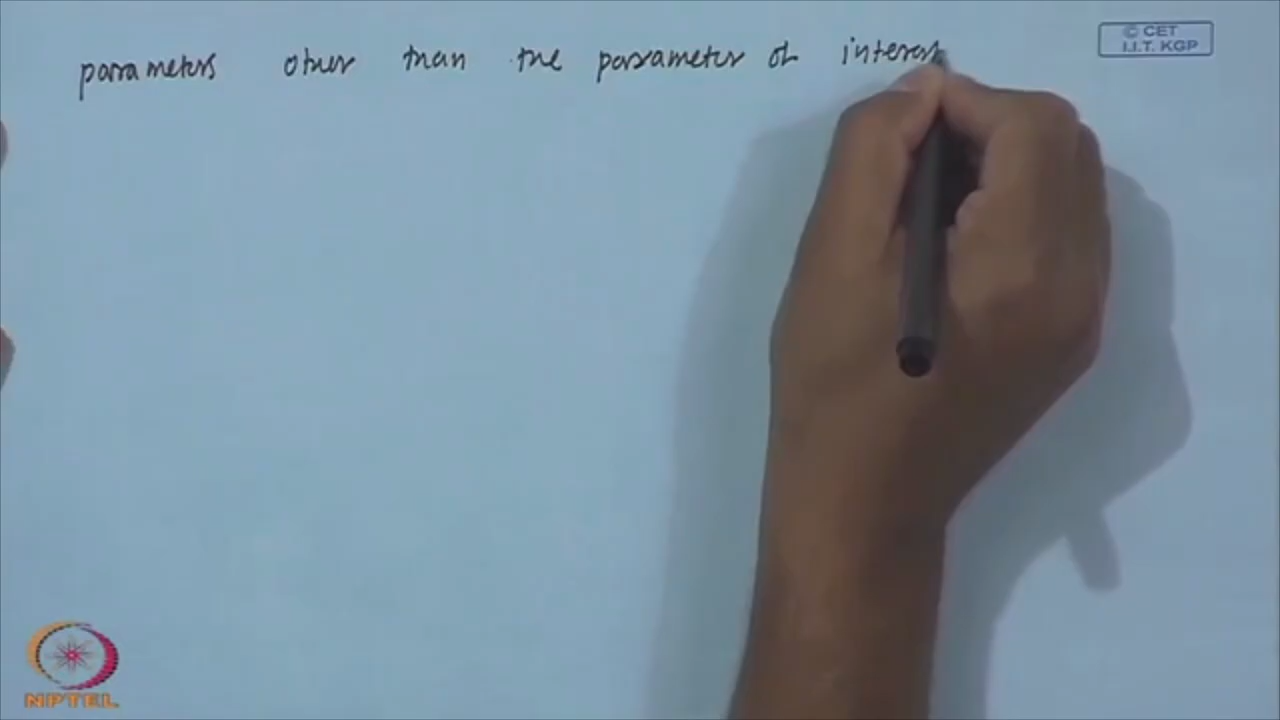 parameters other than the parameter of interest
© CET
I.I.T. KGP
NPTEL